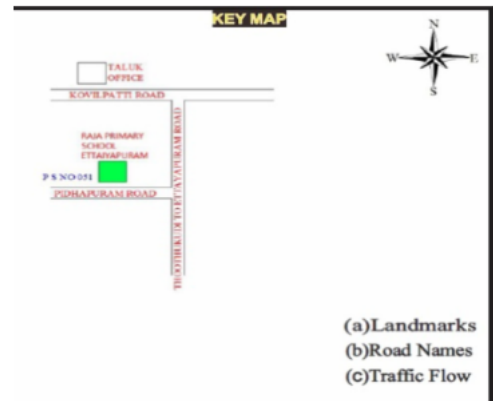 KEY MAP
N
W
E
S
TALUK
OFFICE
KOVILPATTI ROAD
RAJA PRIMARY
SCHOOL
ETTAIYAPURAM
P S NO 051
PIDHAPURAM ROAD
THOOTHUKUDI TO ETTAYAPURAM ROAD
(a)Landmarks
(b)Road Names
(c)Traffic Flow